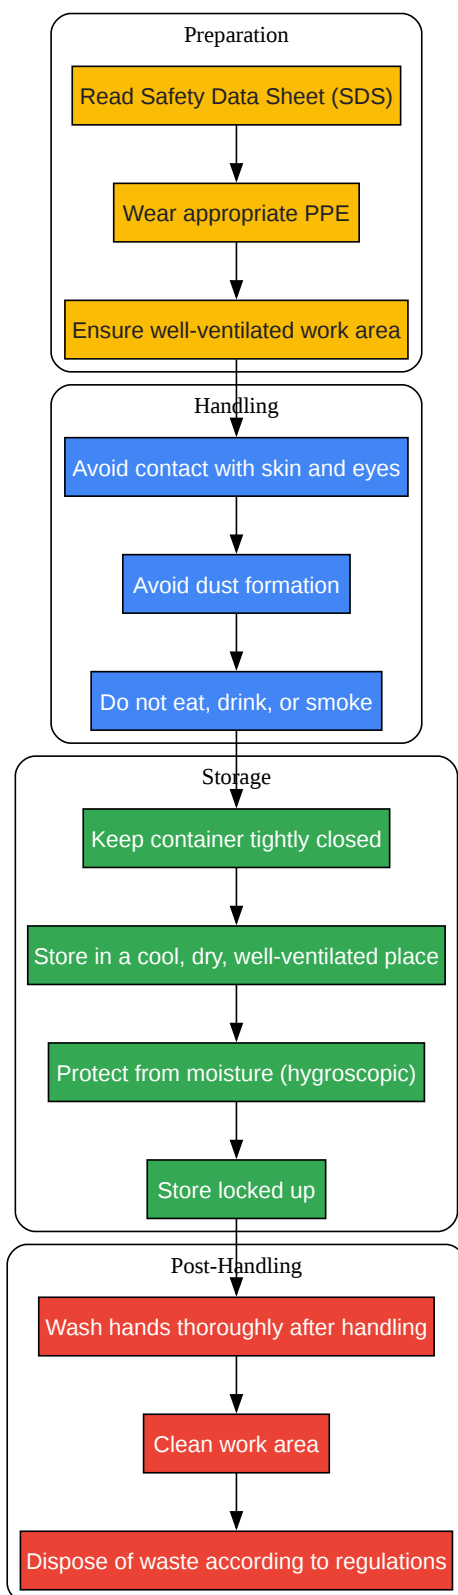 Preparation
Read Safety Data Sheet (SDS)
Wear appropriate PPE
Ensure well-ventilated work area
Handling
Avoid contact with skin and eyes
Avoid dust formation
Do not eat, drink, or smoke
Storage
Keep container tightly closed
Store in a cool, dry, well-ventilated place
Protect from moisture (hygroscopic)
Store locked up
Post-Handling
Wash hands thoroughly after handling
Clean work area
Dispose of waste according to regulations